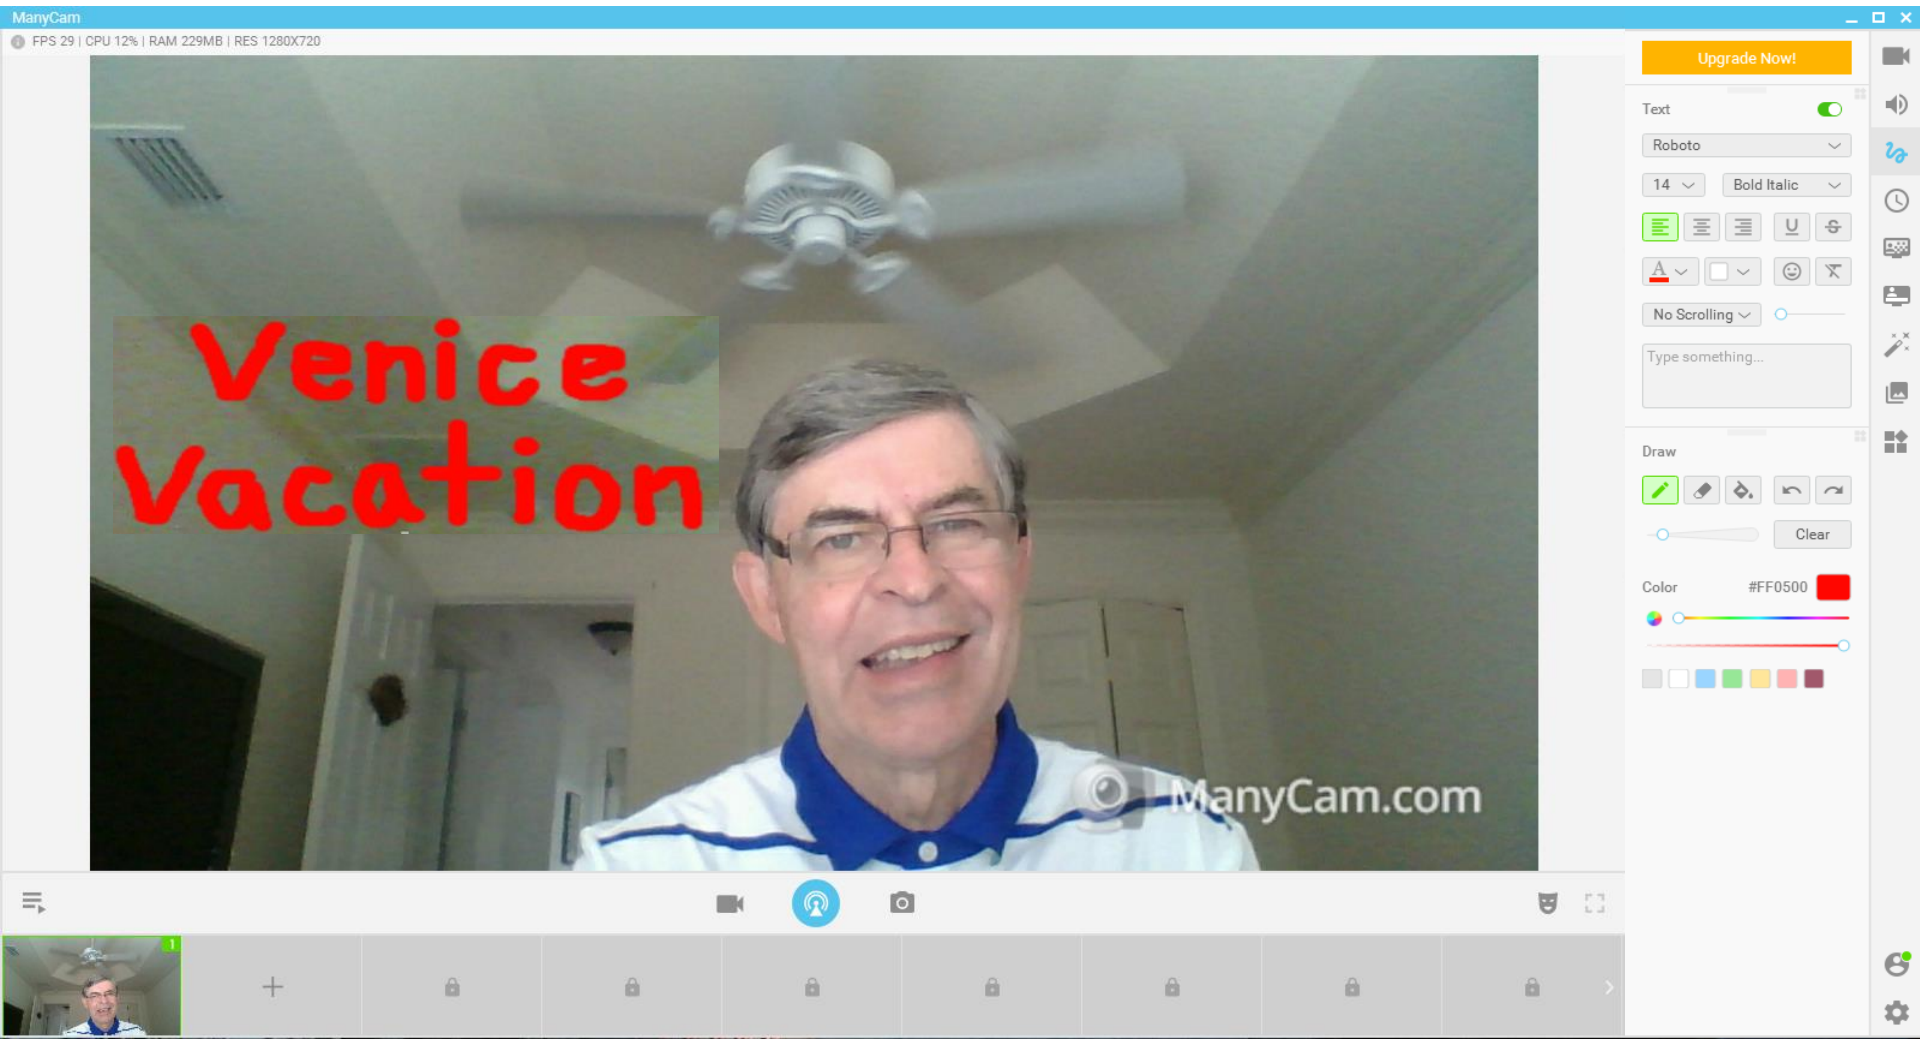 ManyCam
FPS 29 | CPU 12% | RAM 229MB | RES 1280X720
Upgrade Now!
Text
Roboto
14 Bold Italic
A
No Scrolling
Type something...
Venice
Vacation
Draw
Clear
Color #FF0500
ManyCam.com
1